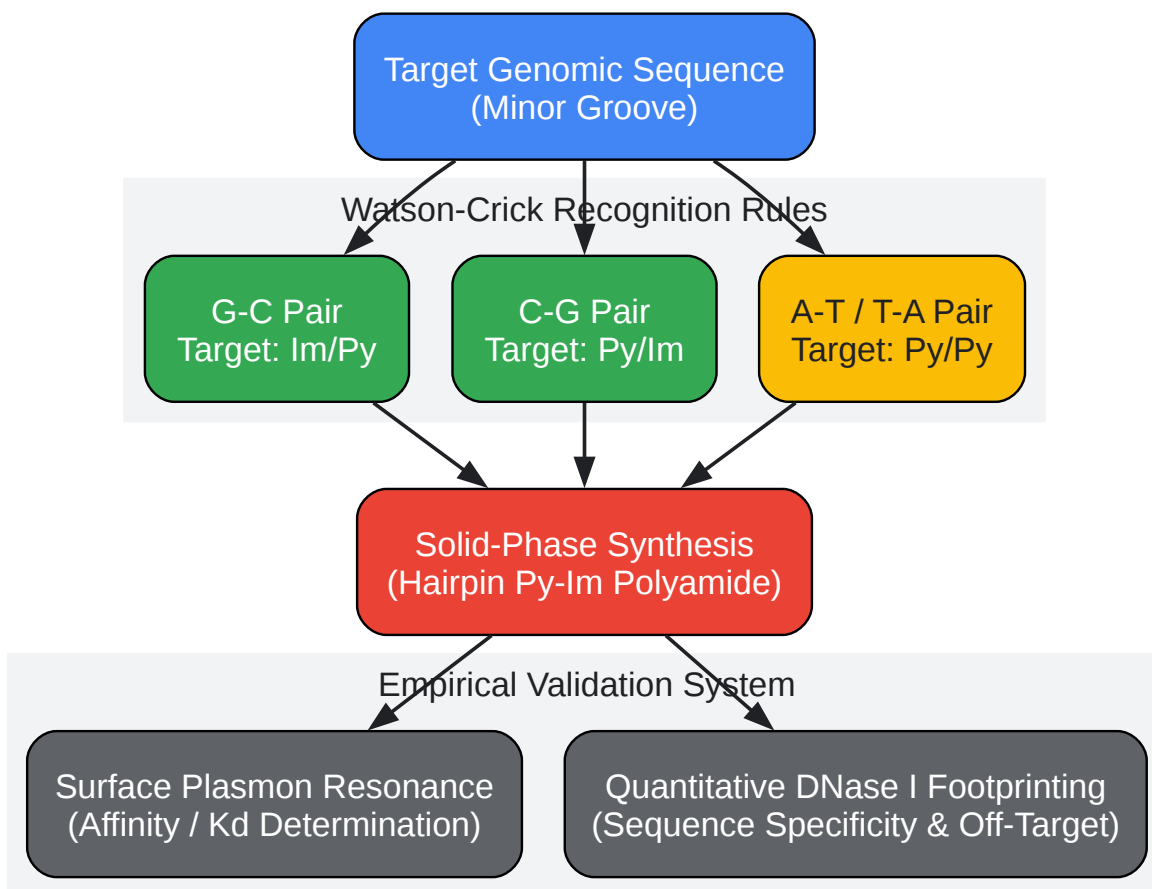 Target Genomic Sequence
(Minor Groove)
Watson-Crick Recognition Rules
G-C Pair
Target: Im/Py
C-G Pair
Target: Py/Im
A-T / T-A Pair
Target: Py/Py
Solid-Phase Synthesis
(Hairpin Py-Im Polyamide)
Empirical Validation System
Surface Plasmon Resonance
(Affinity / Kd Determination)
Quantitative DNase I Footprinting
(Sequence Specificity & Off-Target)